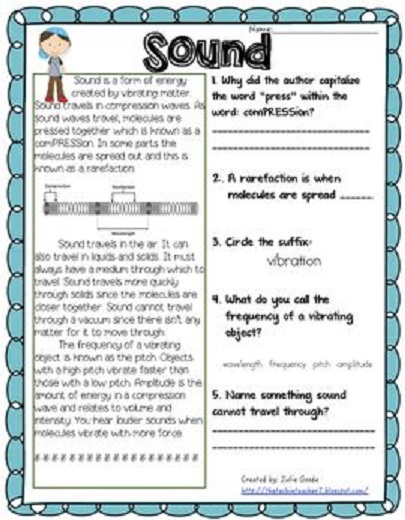 Name:
Sound
Sound is a form of energy
created by vibrating matter.
Sound travels in compression waves. As
sound waves travel, molecules are
pressed together which is known as a
comPRESSion. In some parts the
molecules are spread out and this is
known as a rarefaction.
Compression
Wavelength
Sound travels in the air. It can
also travel in liquids and solids. It must
always have a medium through which to
travel. Sound travels more quickly
through solids since the molecules are
closer together. Sound cannot travel
through a vacuum since there isn't any
matter for it to move through.
The frequency of a vibrating
object is known as the pitch. Objects
with a high pitch vibrate faster than
those with a low pitch. Amplitude is the
amount of energy in a compression
wave and relates to volume and
intensity. You hear louder sounds when
molecules vibrate with more force.
1. Why did the author capitalize
the word "press" within the
word: comPRESSion?
2. A rarefaction is when
molecules are spread
3. Circle the suffix:
vibration
4. What do you call the
frequency of a vibrating
object?
wavelength frequency pitch amplitude
5. Name something sound
cannot travel through?
Created by: Julie